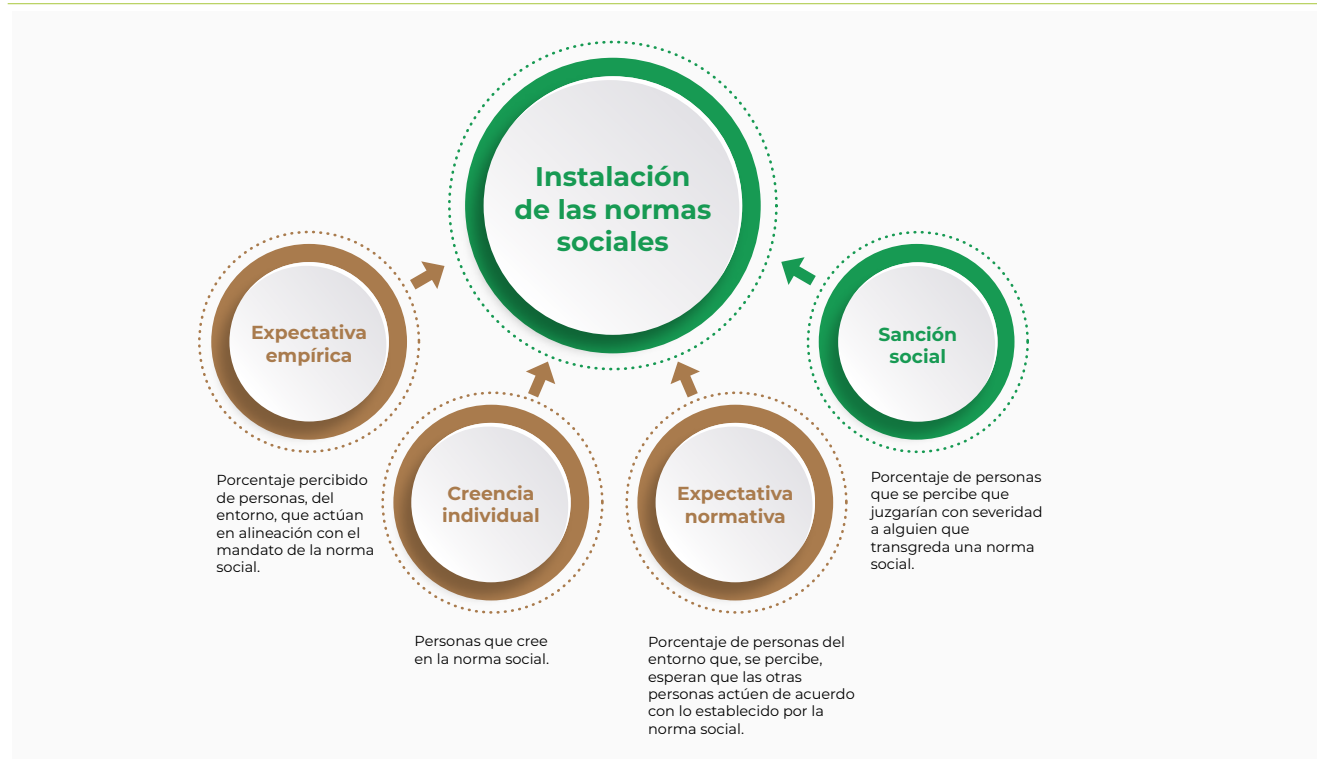 Instalación
de las normas
sociales
Expectativa
empírica
Porcentaje percibido
de personas, del
entorno, que actúan
en alineación con el
mandato de la norma
social.
Creencia
individual
Personas que cree
en la norma social.
Expectativa
normativa
Porcentaje de personas del
entorno que, se percibe,
esperan que las otras
personas actúen de acuerdo
con lo establecido por la
norma social.
Sanción
social
Porcentaje de personas
que se percibe que
juzgarían con severidad
a alguien que
transgreda una norma
social.